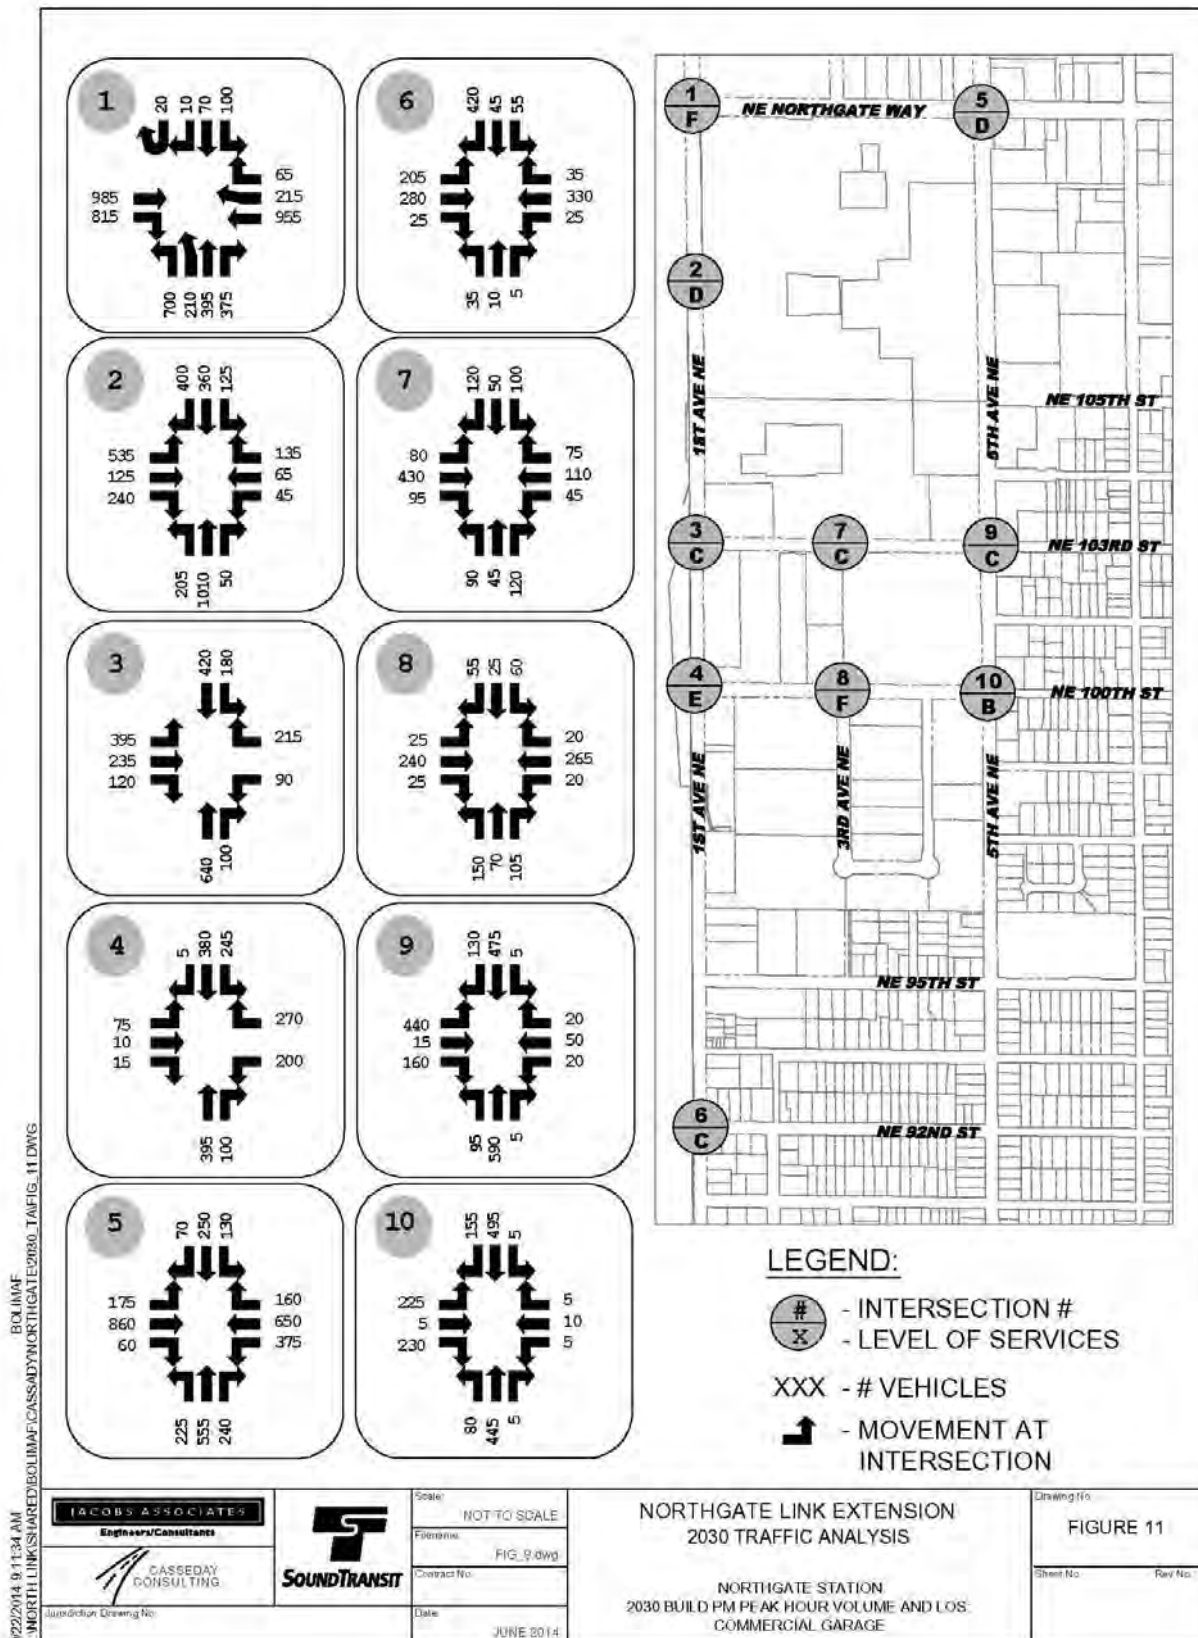 1
20 10 70 100
985
815
65
215
955
700 210 395 375
6
420 45 55
205
280
25
35
330
25
35 10 5
2
400 360 125
535
125
240
135
65
45
205 1010 50
7
120 50 100
80
430
95
75
110
45
90 45 120
3
420 180
395
235
120
215
90
640 100
8
55 25 60
25
240
25
20
265
20
150 70 105
4
5 380 245
75
10
15
270
200
395 100
9
130 475 5
440
15
160
20
50
20
95 590 5
5
70 250 130
175
860
60
160
650
375
225 555 240
10
155 495 5
225
5
230
5
10
5
80 445 5
1
F
NE NORTHGATE WAY
5
D
2
D
1ST AVE NE
5TH AVE NE
NE 105TH ST
3
C
7
C
9
C
NE 103RD ST
4
E
8
F
10
B
NE 100TH ST
1ST AVE NE
3RD AVE NE
5TH AVE NE
NE 95TH ST
6
C
NE 92ND ST
LEGEND:
# - INTERSECTION #
X - LEVEL OF SERVICES
XXX - # VEHICLES
- MOVEMENT AT
INTERSECTION
BOLIMAF
/22/2014 9:11:34 AM
JACOBS ASSOCIATES
Engineers/Consultants
CASSEDAY
CONSULTING
Jurisdiction Drawing No
SOUNDTRANSIT
Scale:
NOT TO SCALE
Filename:
FIG_9.dwg
Contract No.
Date:
JUNE 2014
NORTHGATE LINK EXTENSION
2030 TRAFFIC ANALYSIS
NORTHGATE STATION
2030 BUILD PM PEAK HOUR VOLUME AND LOS
COMMERCIAL GARAGE
Drawing No.
FIGURE 11
Sheet No.
Rev No.